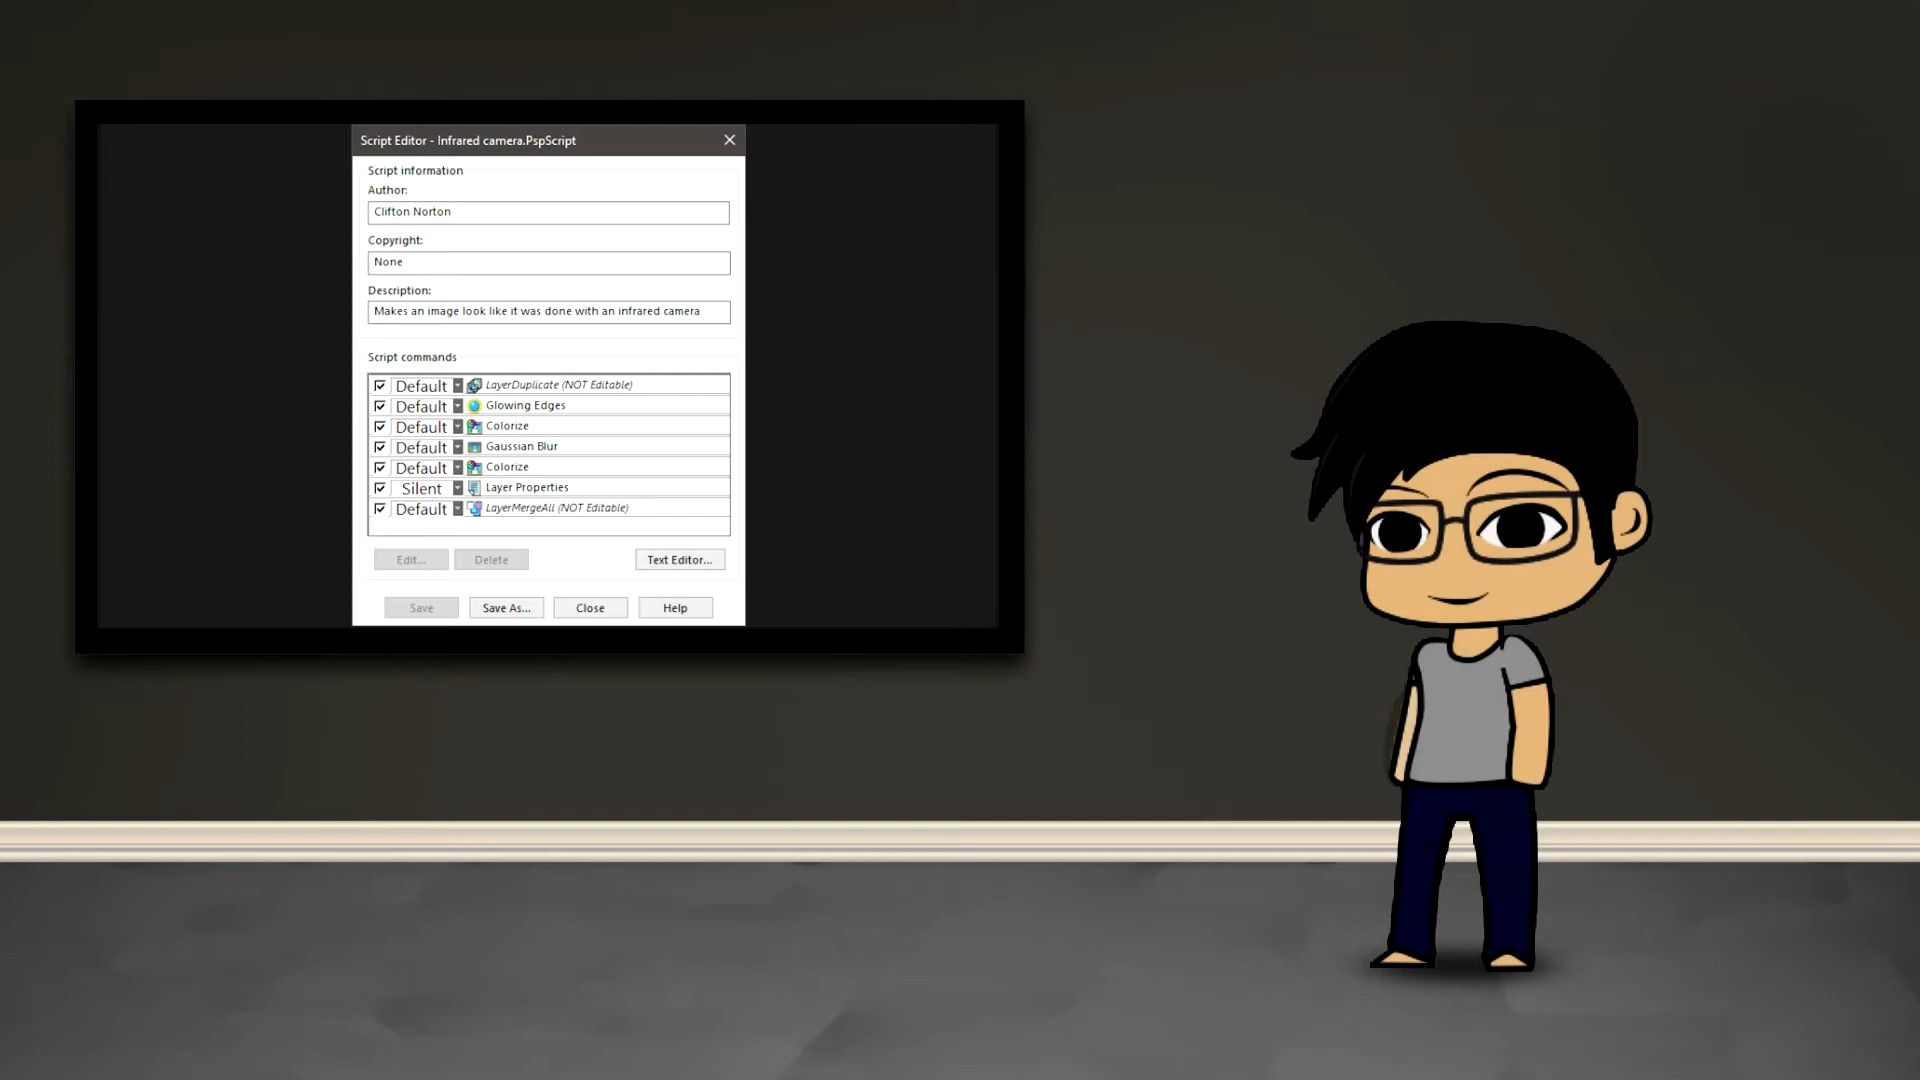 Script Editor - Infrared camera.PspScript
Script information
Author:
Clifton Norton
Copyright:
None
Description:
Makes an image look like it was done with an infrared camera
Script commands
Default LayerDuplicate (NOT Editable)
Default Glowing Edges
Default Colorize
Default Gaussian Blur
Default Colorize
Silent Layer Properties
Default LayerMergeAll (NOT Editable)
Edit... Delete Text Editor...
Save Save As... Close Help